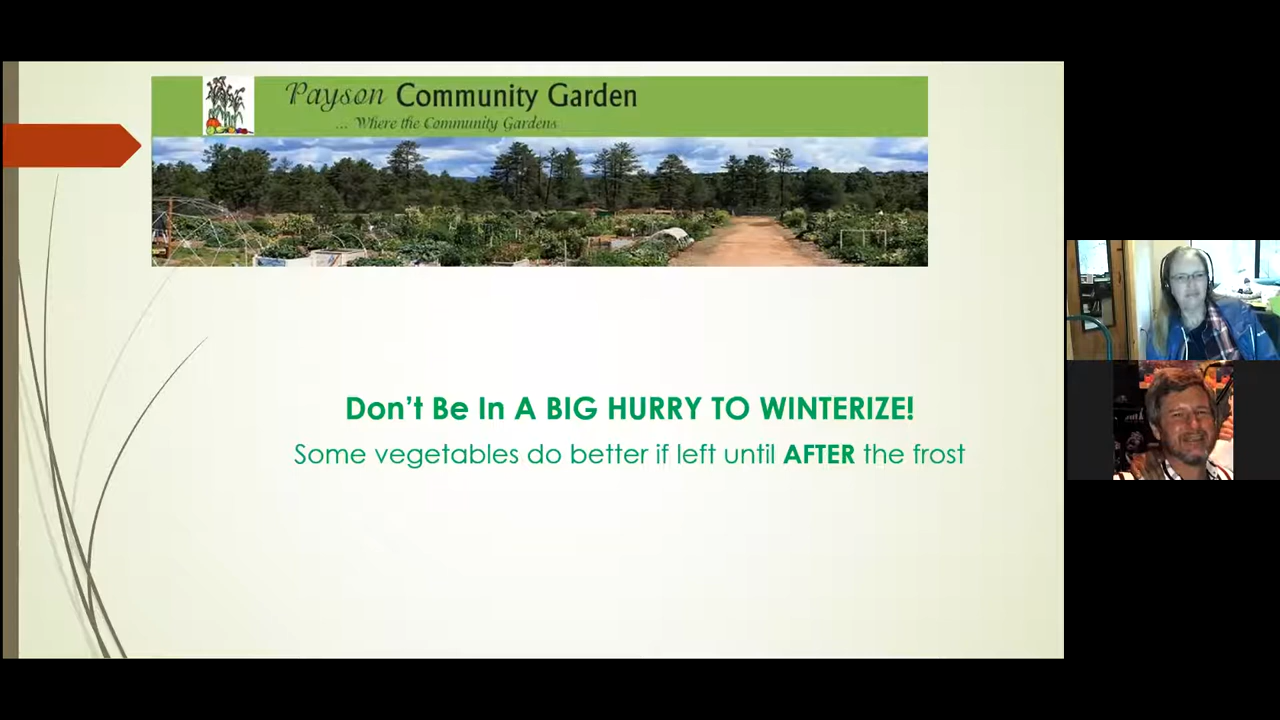 Payson Community Garden
... Where the Community Gardens
Don't Be In A BIG HURRY TO WINTERIZE!
Some vegetables do better if left until AFTER the frost